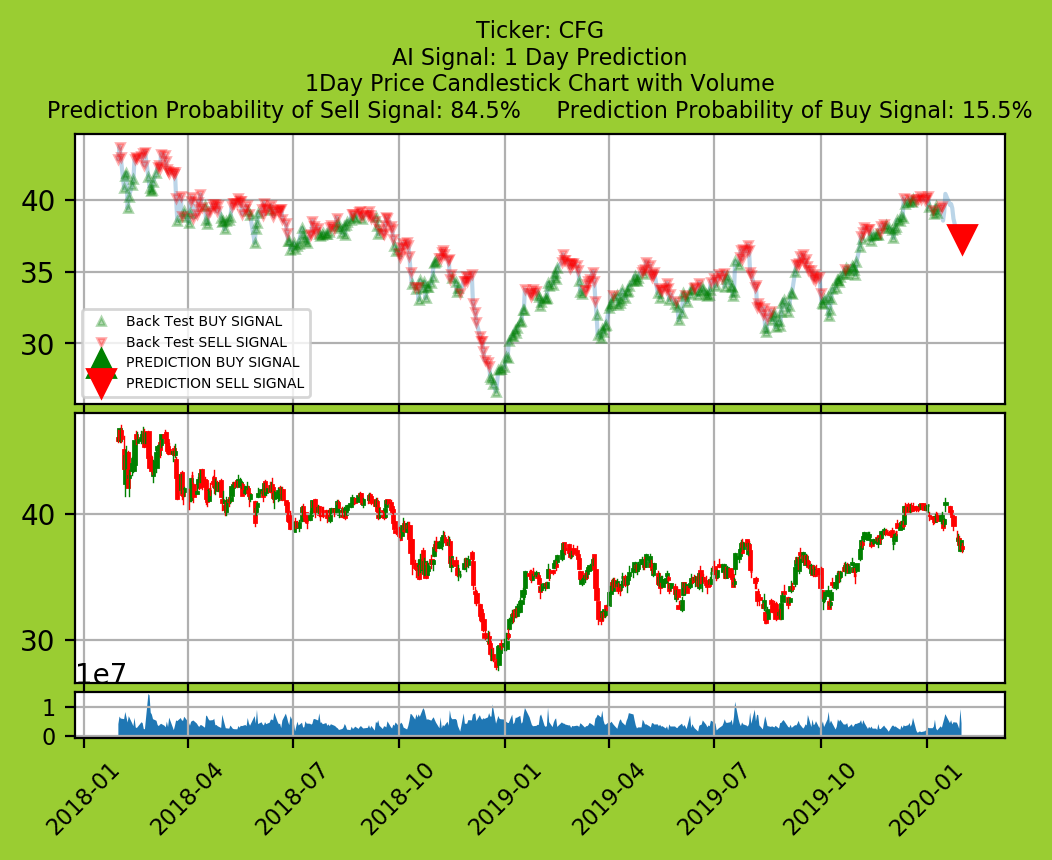 Ticker: CFG
AI Signal: 1 Day Prediction
1Day Price Candlestick Chart with Volume
Prediction Probability of Sell Signal: 84.5%     Prediction Probability of Buy Signal: 15.5%
40
35
30
Back Test BUY SIGNAL
Back Test SELL SIGNAL
PREDICTION BUY SIGNAL
PREDICTION SELL SIGNAL
40
30
1e7
1
0
2018-01 2018-04 2018-07 2018-10 2019-01 2019-04 2019-07 2019-10 2020-01